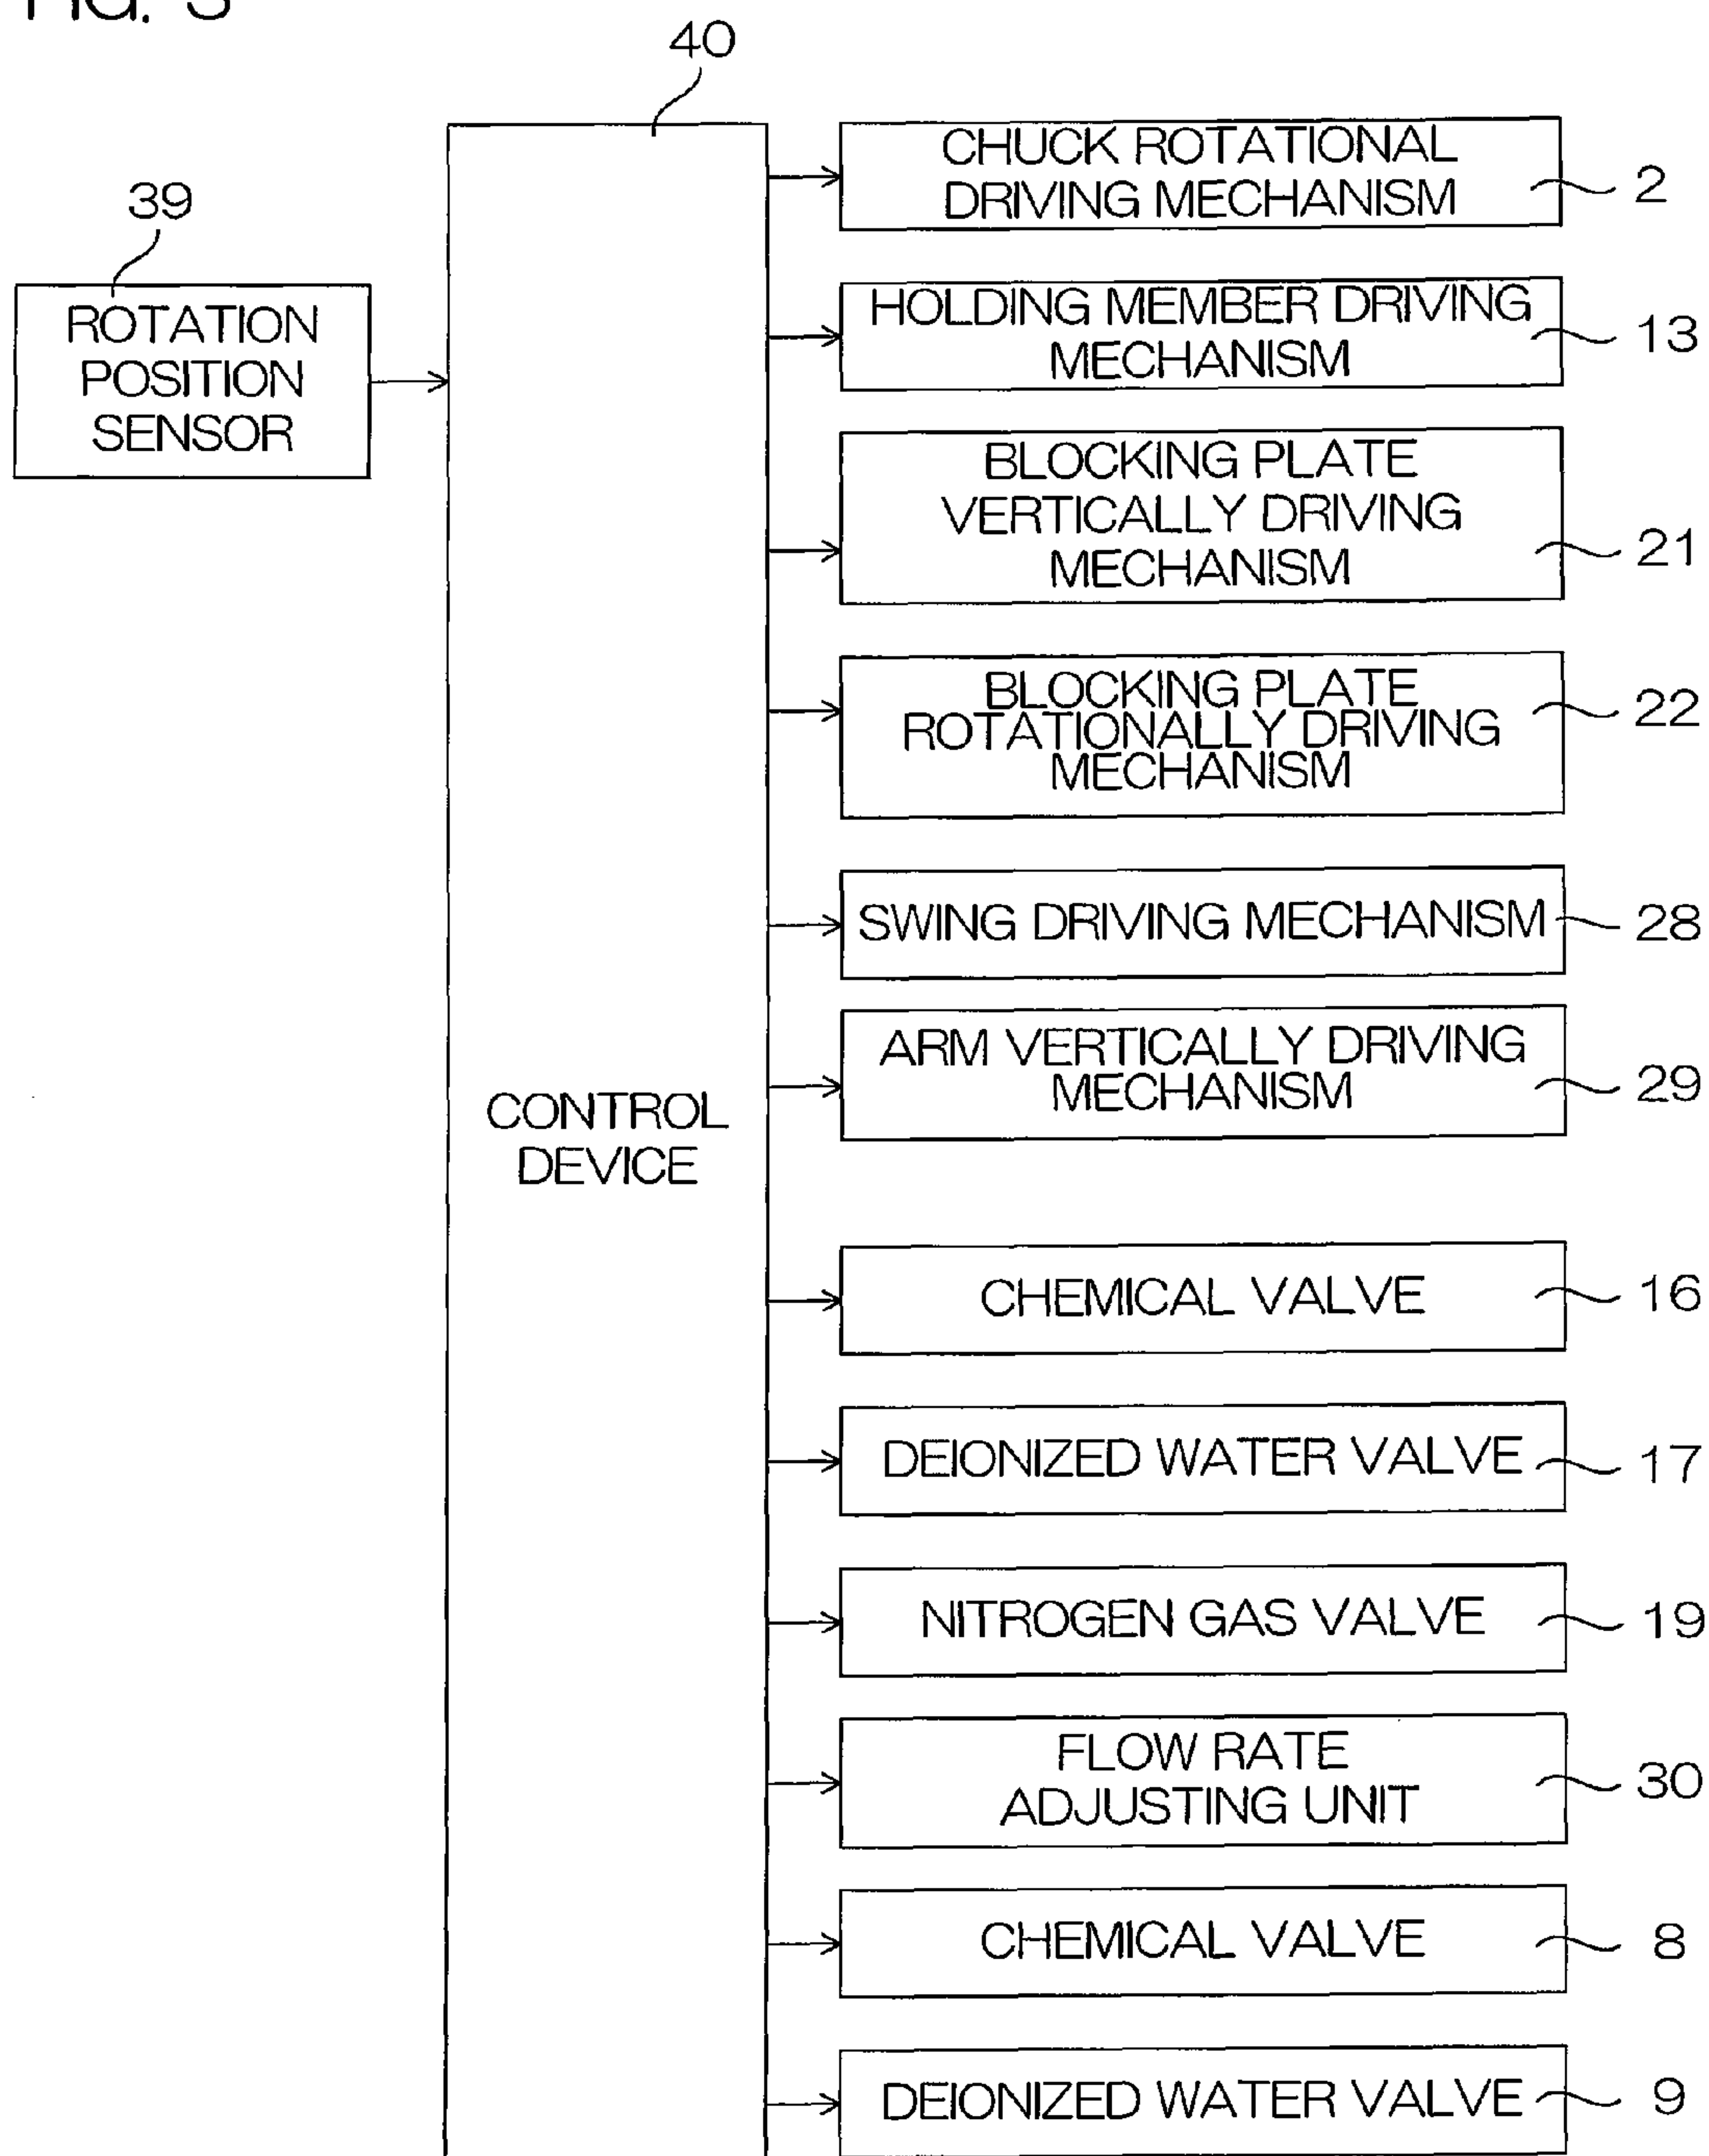 FIG. 3
40
39
ROTATION
POSITION
SENSOR
CONTROL
DEVICE
CHUCK ROTATIONAL
DRIVING MECHANISM
2
HOLDING MEMBER DRIVING
MECHANISM
13
BLOCKING PLATE
VERTICALLY DRIVING
MECHANISM
21
BLOCKING PLATE
ROTATIONALLY DRIVING
MECHANISM
22
SWING DRIVING MECHANISM
28
ARM VERTICALLY DRIVING
MECHANISM
29
CHEMICAL VALVE
16
DEIONIZED WATER VALVE
17
NITROGEN GAS VALVE
19
FLOW RATE
ADJUSTING UNIT
30
CHEMICAL VALVE
8
DEIONIZED WATER VALVE
9